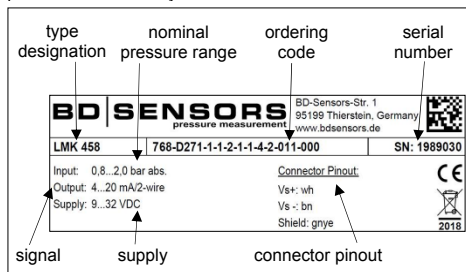 type designation
nominal pressure range
ordering code
serial number
BD SENSORS
pressure measurement
BD-Sensors-Str. 1
95199 Thierstein, Germany
www.bdsensors.de
LMK 458
768-D271-1-1-2-1-1-4-2-011-000
SN: 1989030
Input: 0,8...2,0 bar abs.
Output: 4...20 mA/2-wire
Supply: 9...32 VDC
Connector Pinout:
Vs+: wh
Vs -: bn
Shield: gnye
CE
2018
signal
supply
connector pinout